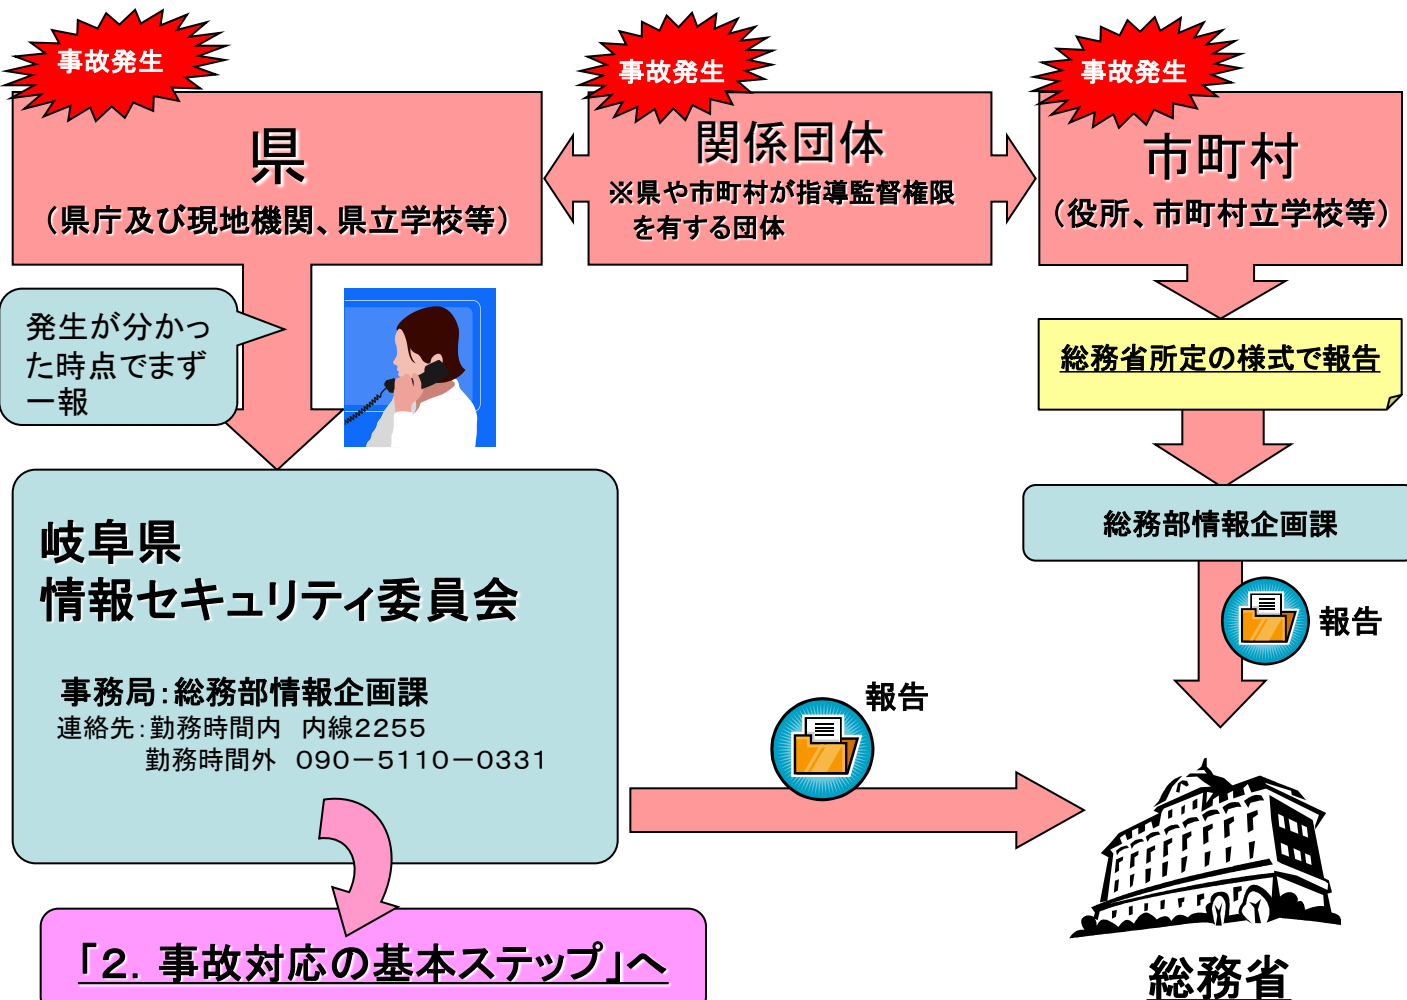 事故発生
事故発生
事故発生
県
（県庁及び現地機関、県立学校等）
関係団体
※県や市町村が指導監督権限
を有する団体
市町村
（役所、市町村立学校等）
発生が分かっ
た時点でまず
一報
総務省所定の様式で報告
総務部情報企画課
報告
岐阜県
情報セキュリティ委員会
事務局：総務部情報企画課
連絡先：勤務時間内　内線2255
勤務時間外　090－5110－0331
報告
「2．事故対応の基本ステップ」へ
総務省